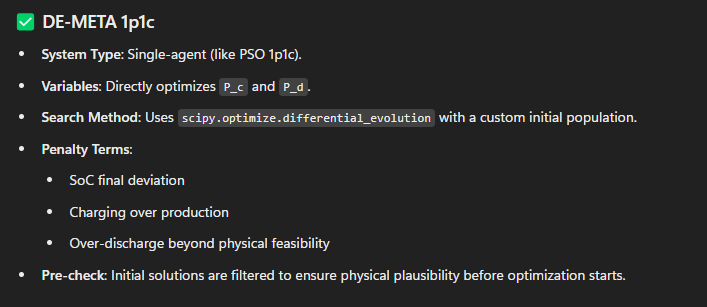 ✅ DE-META 1p1c
• System Type: Single-agent (like PSO 1p1c).
• Variables: Directly optimizes P_c and P_d.
• Search Method: Uses scipy.optimize.differential_evolution with a custom initial population.
• Penalty Terms:
• SoC final deviation
• Charging over production
• Over-discharge beyond physical feasibility
• Pre-check: Initial solutions are filtered to ensure physical plausibility before optimization starts.